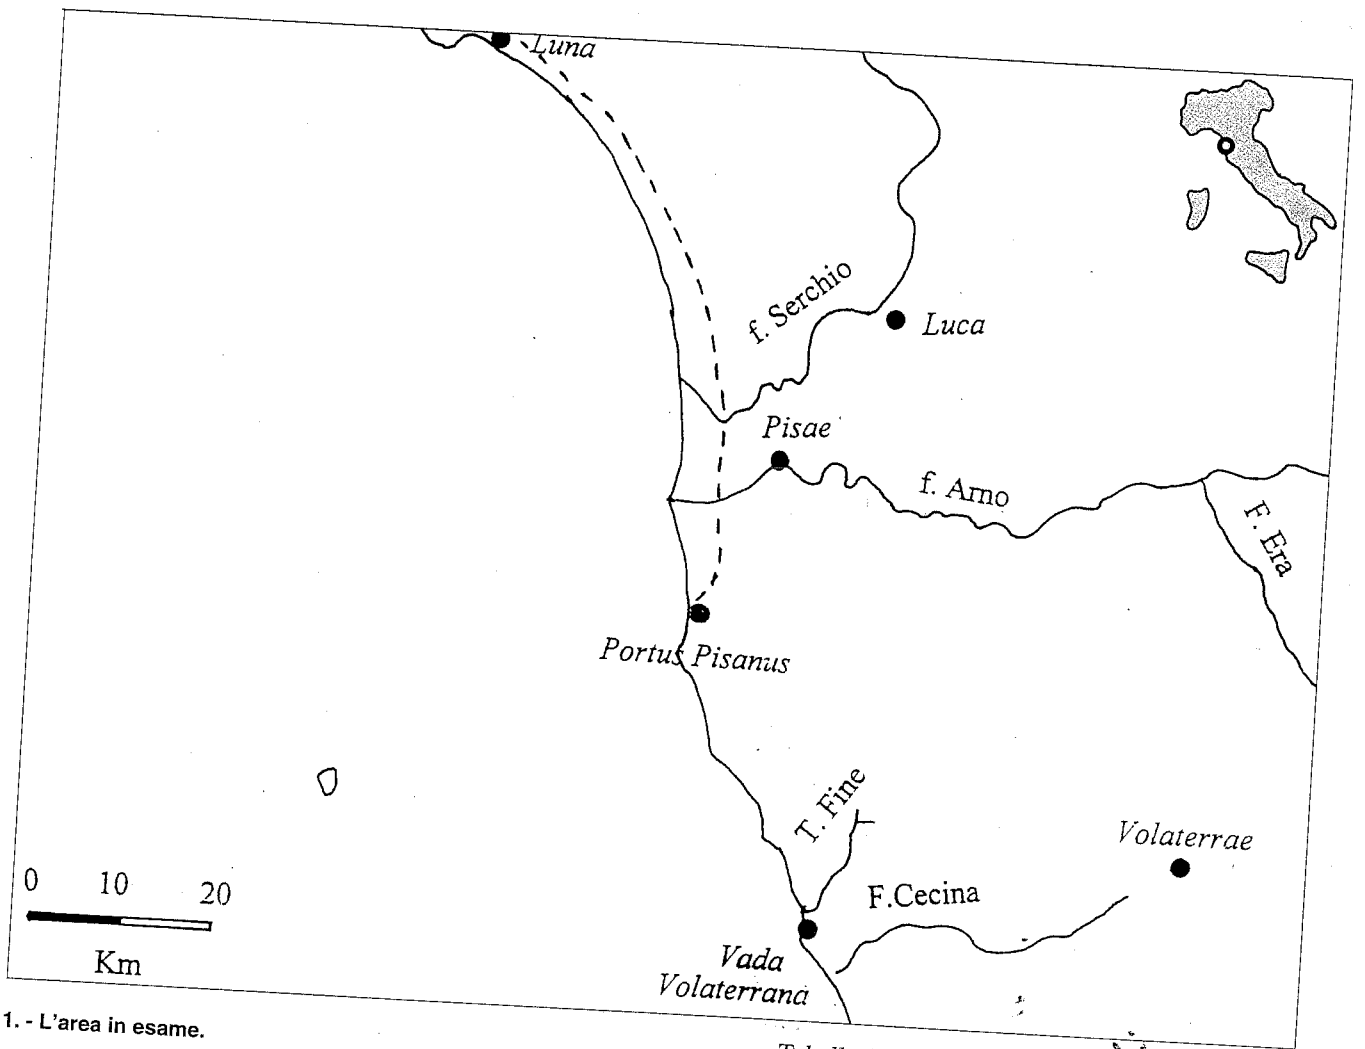 Luna
f. Serchio
Luca
Pisae
f. Arno
F. Era
Portus Pisanus
T. Fine
Volaterrae
0 10 20
F.Cecina
Km
Vada
Volaterrana
1. - L'area in esame.